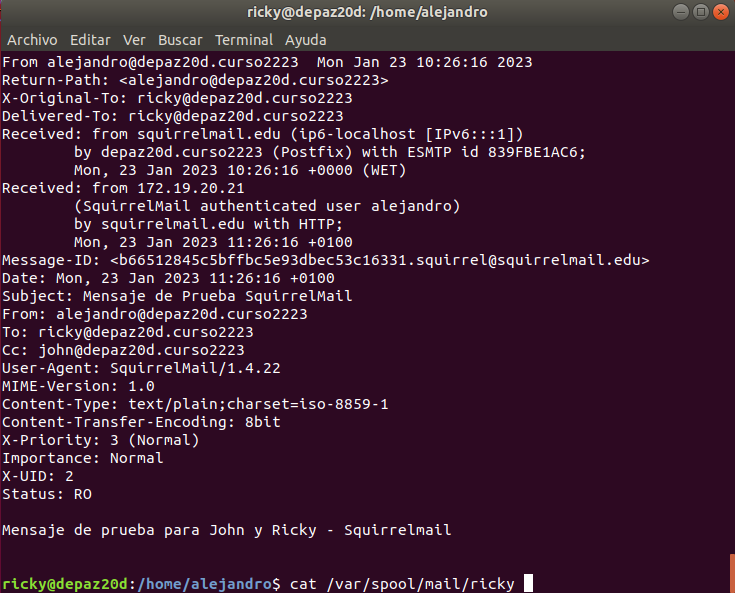 ricky@depaz20d: /home/alejandro
Archivo Editar Ver Buscar Terminal Ayuda
From alejandro@depaz20d.curso2223  Mon Jan 23 10:26:16 2023
Return-Path: <alejandro@depaz20d.curso2223>
X-Original-To: ricky@depaz20d.curso2223
Delivered-To: ricky@depaz20d.curso2223
Received: from squirrelmail.edu (ip6-localhost [IPv6:::1])
        by depaz20d.curso2223 (Postfix) with ESMTP id 839FBE1AC6;
        Mon, 23 Jan 2023 10:26:16 +0000 (WET)
Received: from 172.19.20.21
        (SquirrelMail authenticated user alejandro)
        by squirrelmail.edu with HTTP;
        Mon, 23 Jan 2023 11:26:16 +0100
Message-ID: <b66512845c5bffbc5e93dbec53c16331.squirrel@squirrelmail.edu>
Date: Mon, 23 Jan 2023 11:26:16 +0100
Subject: Mensaje de Prueba SquirrelMail
From: alejandro@depaz20d.curso2223
To: ricky@depaz20d.curso2223
Cc: john@depaz20d.curso2223
User-Agent: SquirrelMail/1.4.22
MIME-Version: 1.0
Content-Type: text/plain;charset=iso-8859-1
Content-Transfer-Encoding: 8bit
X-Priority: 3 (Normal)
Importance: Normal
X-UID: 2
Status: RO

Mensaje de prueba para John y Ricky - Squirrelmail

ricky@depaz20d:/home/alejandro$ cat /var/spool/mail/ricky